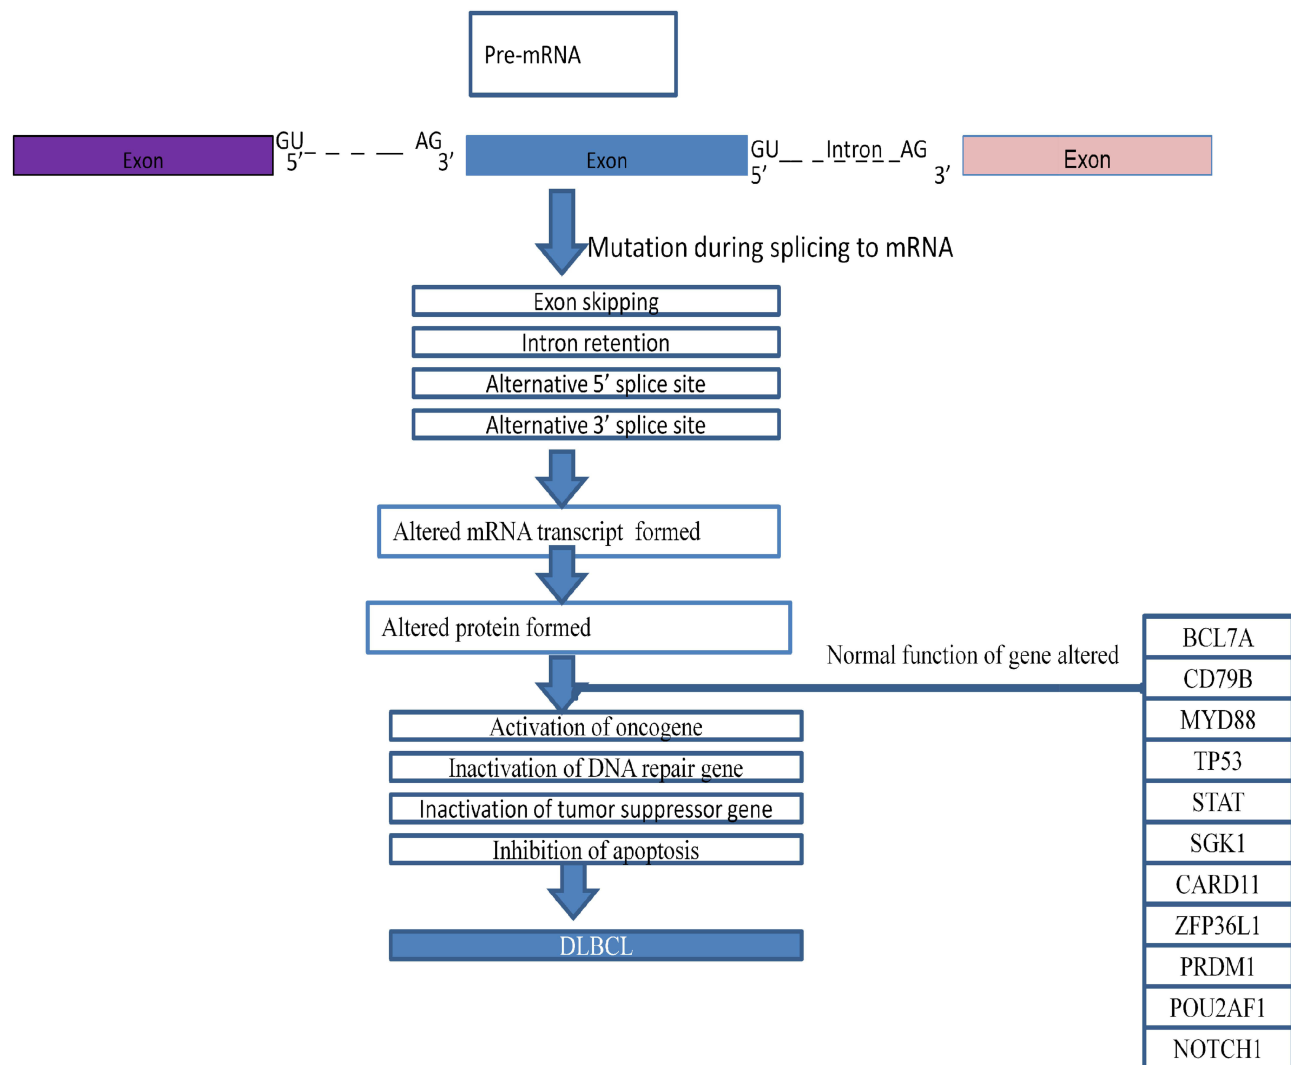 Pre-mRNA
Exon GU 5’ AG 3’ Exon GU 5’ Intron AG 3’ Exon
Mutation during splicing to mRNA
Exon skipping
Intron retention
Alternative 5’ splice site
Alternative 3’ splice site
Altered mRNA transcript formed
Altered protein formed
Normal function of gene altered
Activation of oncogene
Inactivation of DNA repair gene
Inactivation of tumor suppressor gene
Inhibition of apoptosis
DLBCL
BCL7A
CD79B
MYD88
TP53
STAT
SGK1
CARD11
ZFP36L1
PRDM1
POU2AF1
NOTCH1